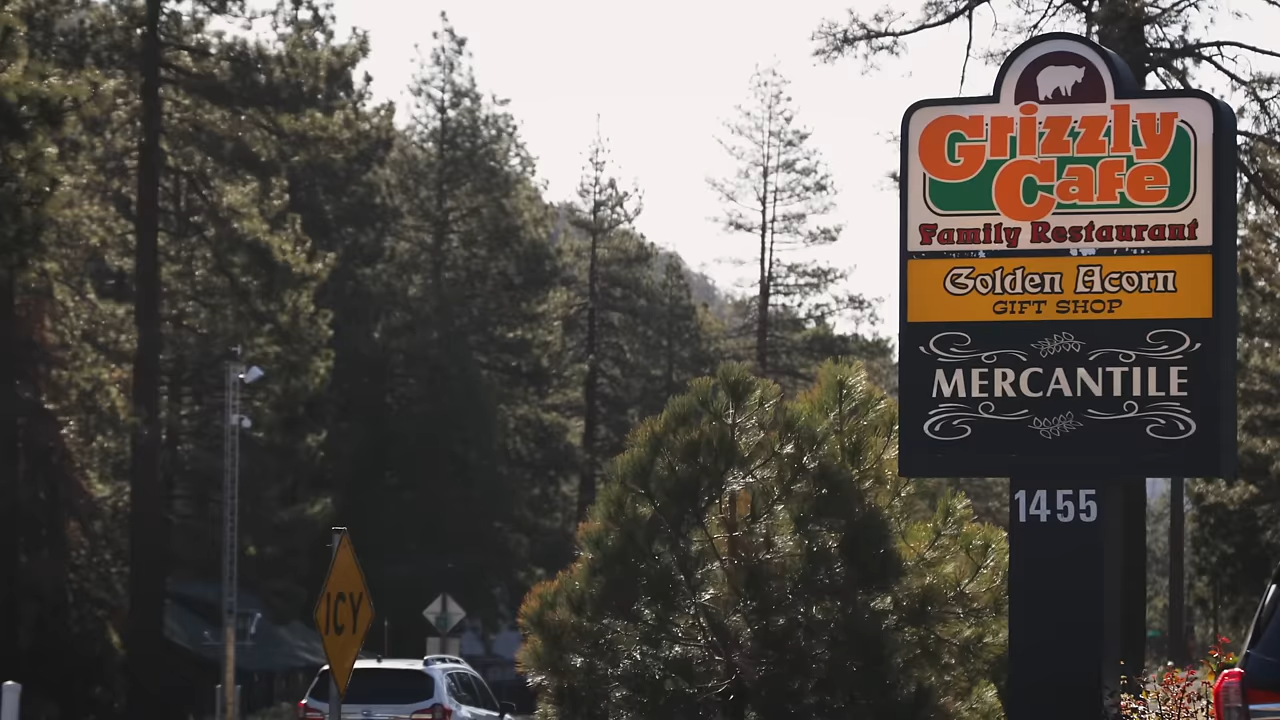 Grizzly
Cafe
Family Restaurant
Golden Acorn
GIFT SHOP
MERCANTILE
1455
ICY